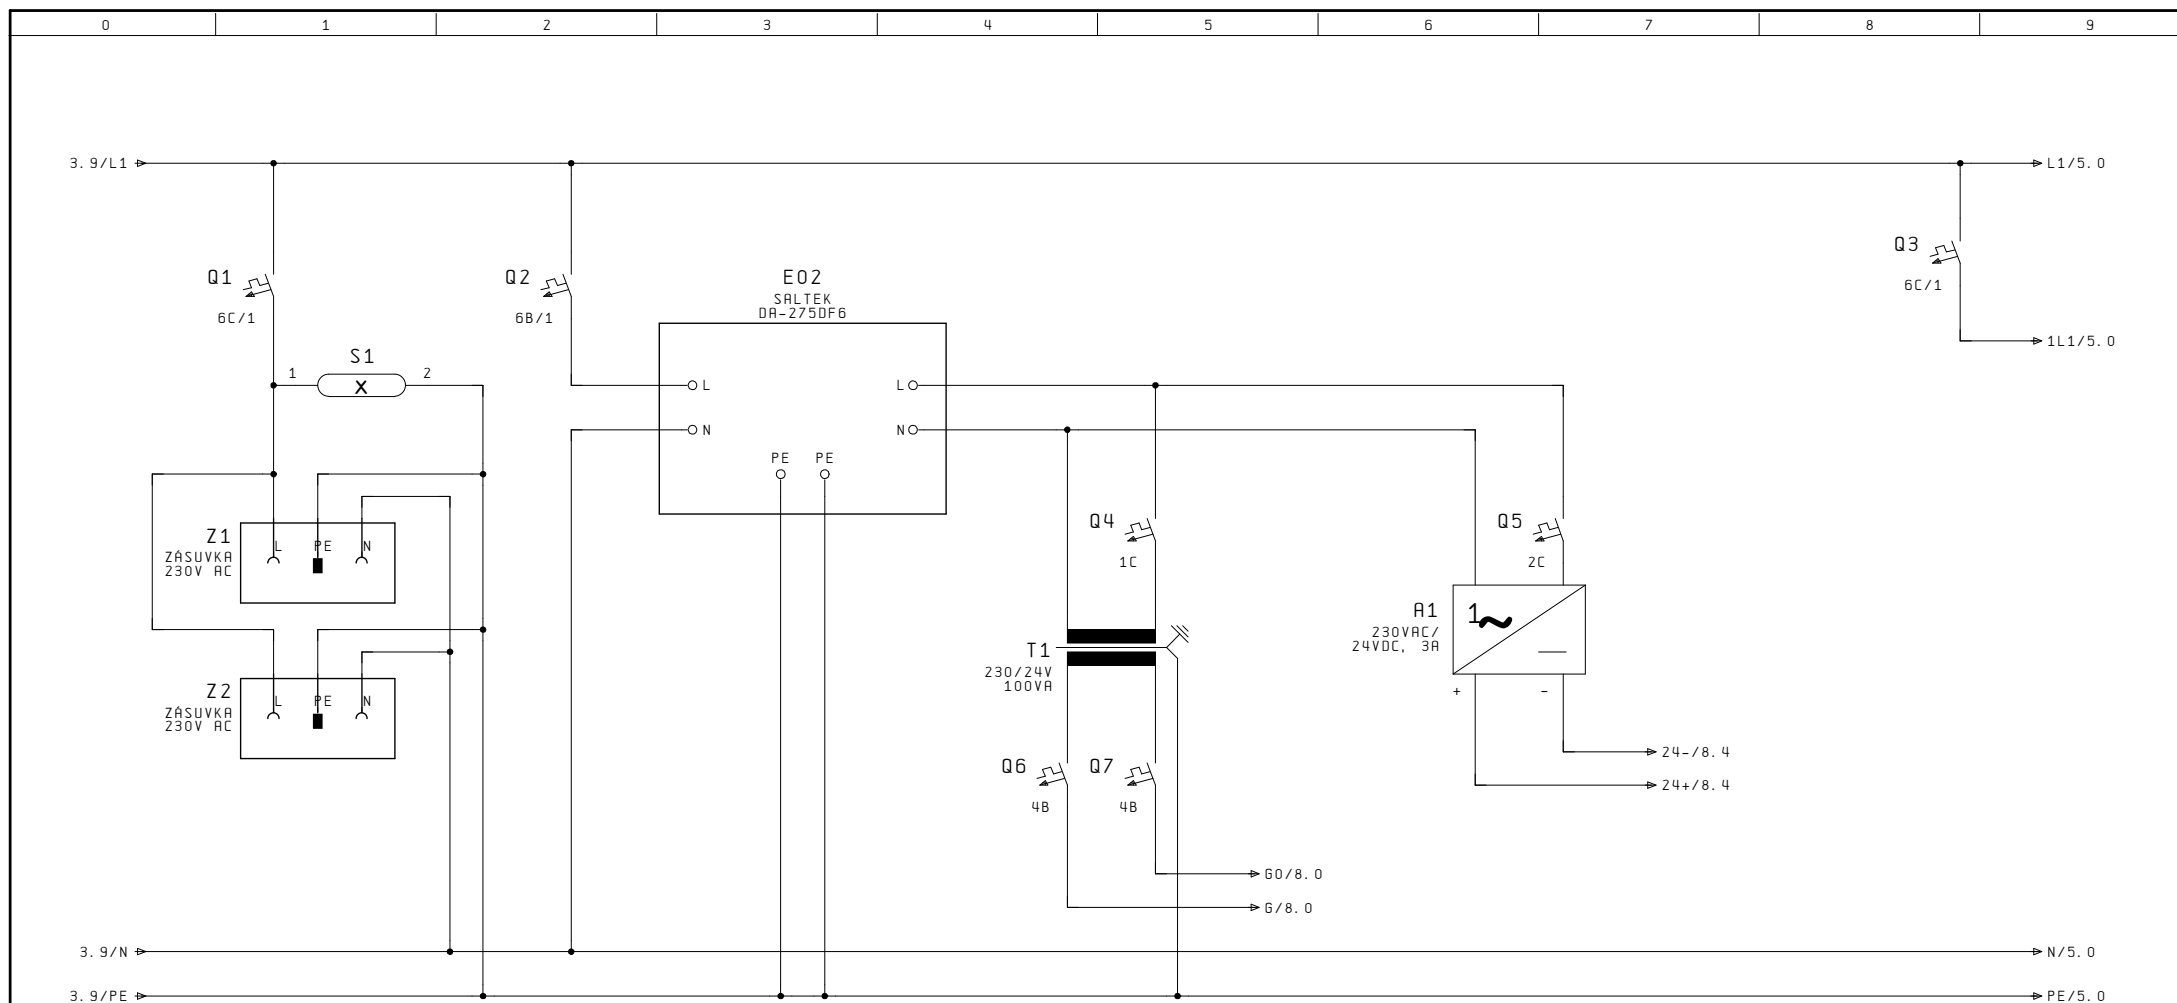 0 1 2 3 4 5 6 7 8 9
3.9/L1
L1/5.0
Q1
6C/1
Q2
6B/1
E02
SALTEK
DA-275DF6
Q3
6C/1
1L1/5.0
S1
1 X 2
L L
N N
PE PE
Z1
ZÁSUVKA
230V AC
L PE N
Q4
1C
Q5
2C
A1
230VAC/
24VDC, 3A
1~
+ -
T1
230/24V
100VA
Z2
ZÁSUVKA
230V AC
L PE N
24-/8.4
24+/8.4
Q6
4B
Q7
4B
G0/8.0
G/8.0
3.9/N
N/5.0
3.9/PE
PE/5.0